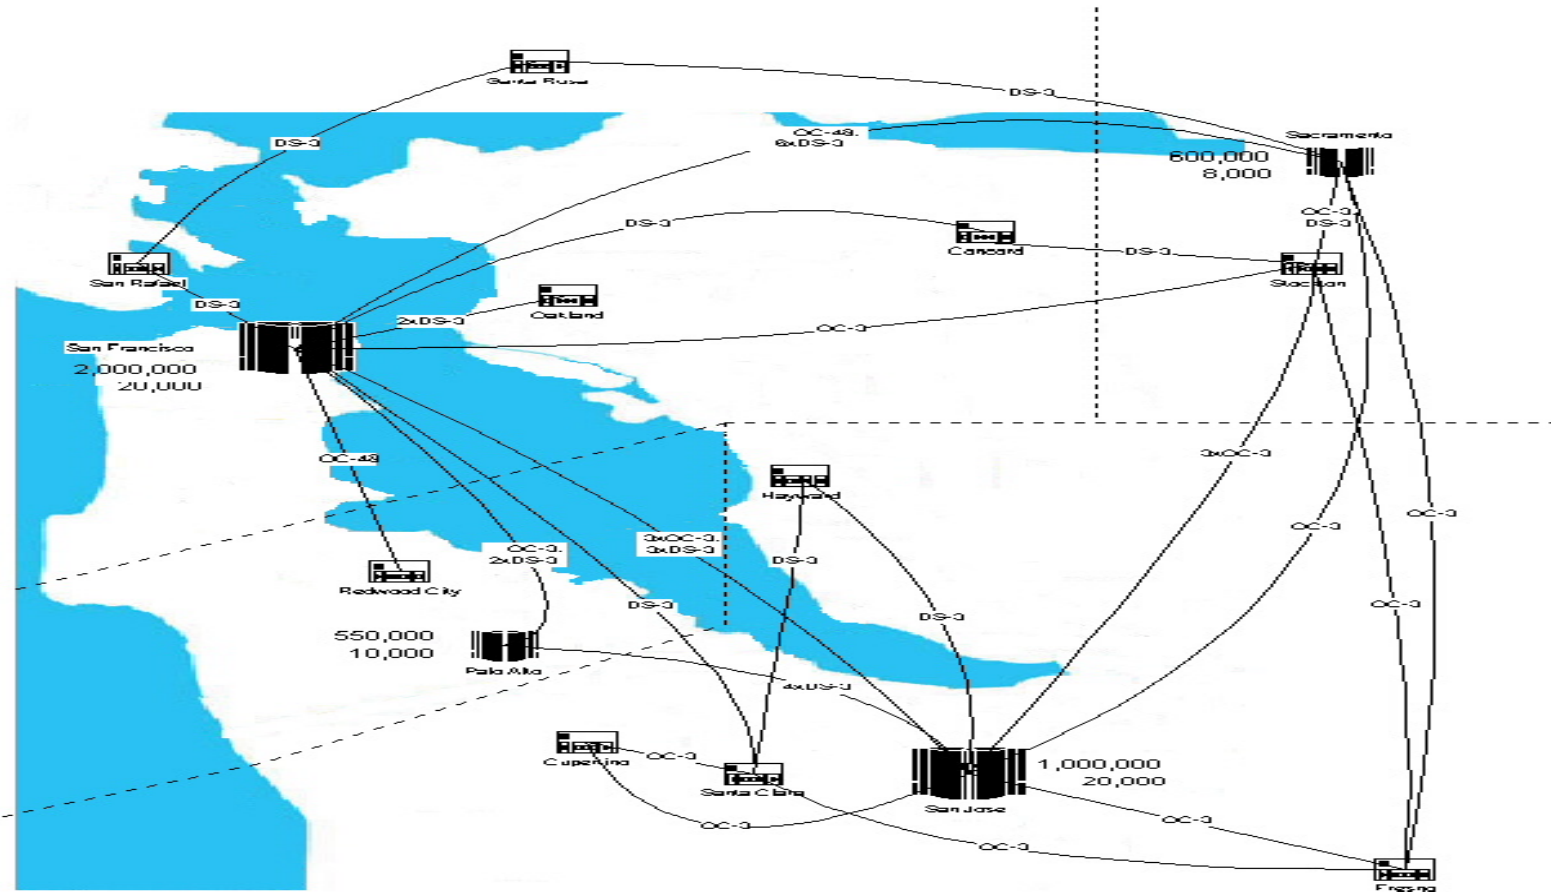 Santa Rosa
DS-3
DS-3
OC-48,
6xDS-3
Sacramento
600,000
8,000
OC-3,
DS-3
DS-3
Concord
DS-3
Stockton
San Rafael
DS-3
Oakland
2xDS-3
OC-3
San Francisco
2,000,000
20,000
OC-48
3xOC-3
Hayward
OC-3
OC-3
3xOC-3,
3xDS-3
OC-3,
2xDS-3
DS-3
Redwood City
DS-3
OC-3
DS-3
550,000
10,000
Palo Alto
4xDS-3
Cupertino
OC-3
Santa Clara
1,000,000
20,000
San Jose
OC-3
OC-3
OC-3
Fresno